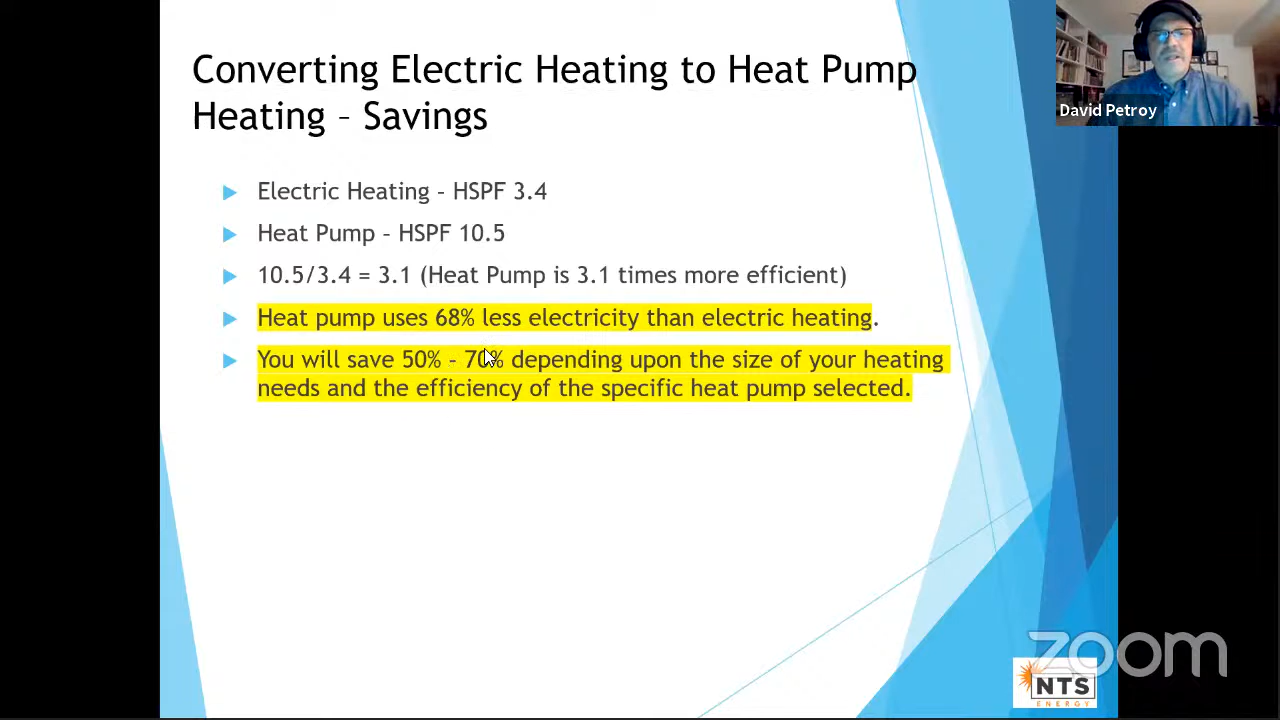 Converting Electric Heating to Heat Pump
Heating – Savings
Electric Heating – HSPF 3.4
Heat Pump – HSPF 10.5
10.5/3.4 = 3.1 (Heat Pump is 3.1 times more efficient)
Heat pump uses 68% less electricity than electric heating.
You will save 50% - 70% depending upon the size of your heating
needs and the efficiency of the specific heat pump selected.
David Petroy
zoom
NTS
ENERGY